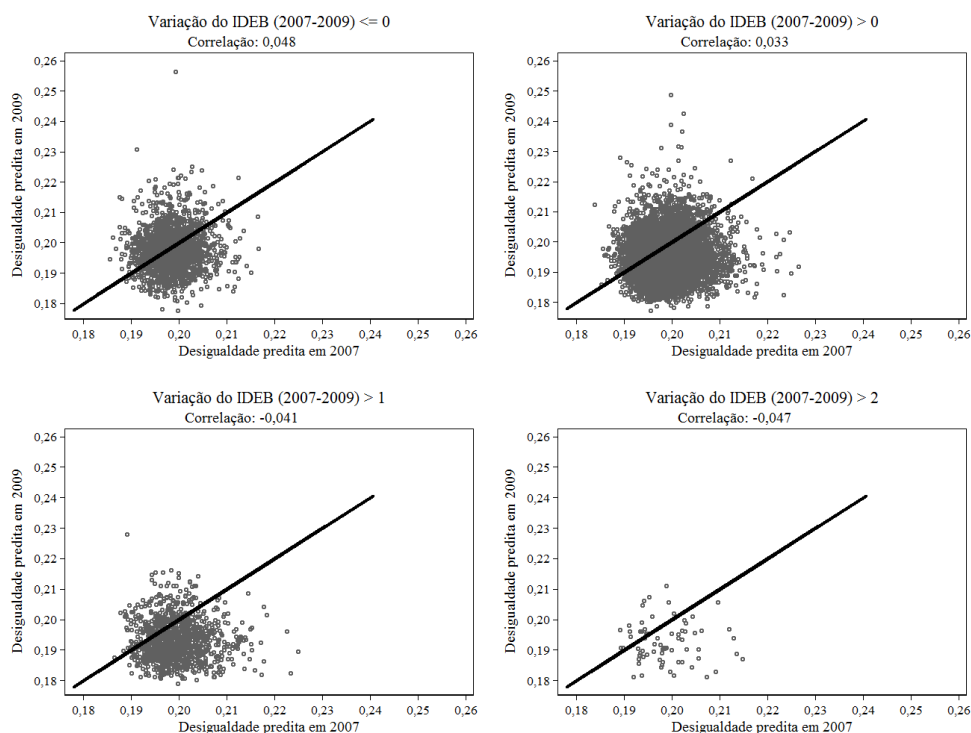 Variação do IDEB (2007-2009) <= 0
Correlação: 0,048
0,26
0,25
0,24
0,23
0,22
0,21
0,20
0,19
0,18
Desigualdade predita em 2009
0,18 0,19 0,20 0,21 0,22 0,23 0,24 0,25 0,26
Desigualdade predita em 2007
Variação do IDEB (2007-2009) > 0
Correlação: 0,033
0,26
0,25
0,24
0,23
0,22
0,21
0,20
0,19
0,18
Desigualdade predita em 2009
0,18 0,19 0,20 0,21 0,22 0,23 0,24 0,25 0,26
Desigualdade predita em 2007
Variação do IDEB (2007-2009) > 1
Correlação: -0,041
0,26
0,25
0,24
0,23
0,22
0,21
0,20
0,19
0,18
Desigualdade predita em 2009
0,18 0,19 0,20 0,21 0,22 0,23 0,24 0,25 0,26
Desigualdade predita em 2007
Variação do IDEB (2007-2009) > 2
Correlação: -0,047
0,26
0,25
0,24
0,23
0,22
0,21
0,20
0,19
0,18
Desigualdade predita em 2009
0,18 0,19 0,20 0,21 0,22 0,23 0,24 0,25 0,26
Desigualdade predita em 2007